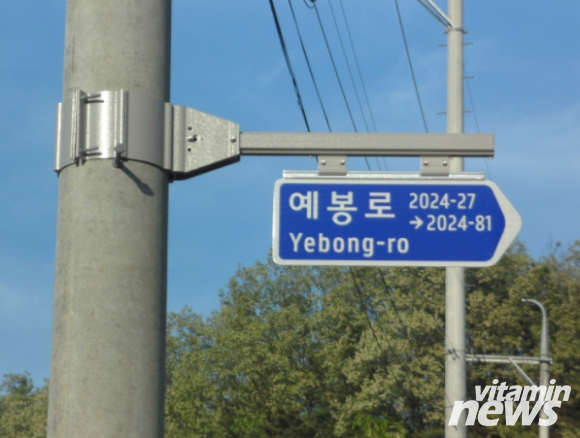 예봉로 2024-27
→2024-81
Yebong-ro
vitamin
news